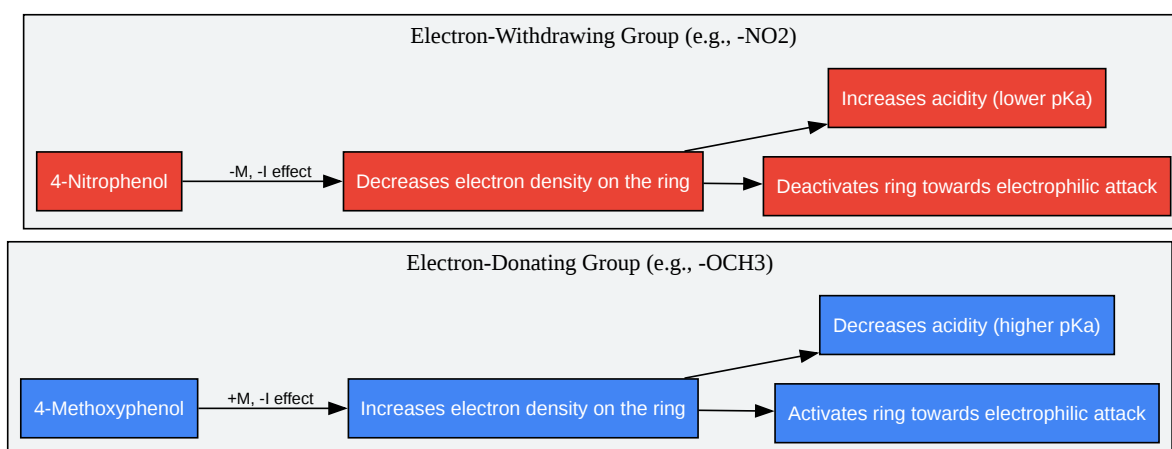 Electron-Withdrawing Group (e.g., -NO2)
Increases acidity (lower pKa)
4-Nitrophenol
-M, -I effect
Decreases electron density on the ring
Deactivates ring towards electrophilic attack
Electron-Donating Group (e.g., -OCH3)
Decreases acidity (higher pKa)
4-Methoxyphenol
+M, -I effect
Increases electron density on the ring
Activates ring towards electrophilic attack